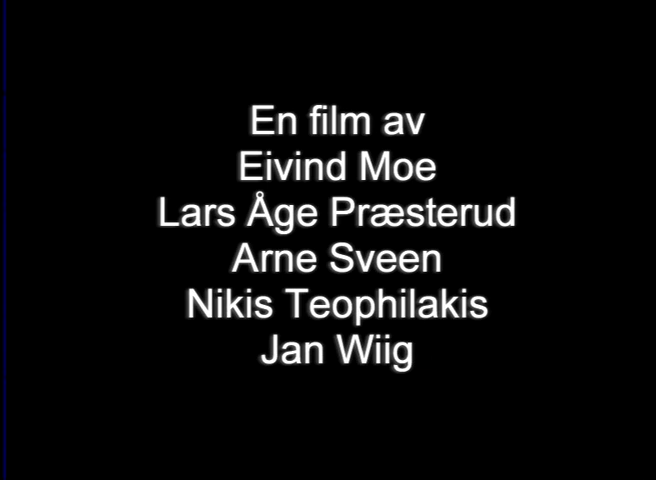 En film av
Eivind Moe
Lars Åge Præsterud
Arne Sveen
Nikis Teophilakis
Jan Wiig